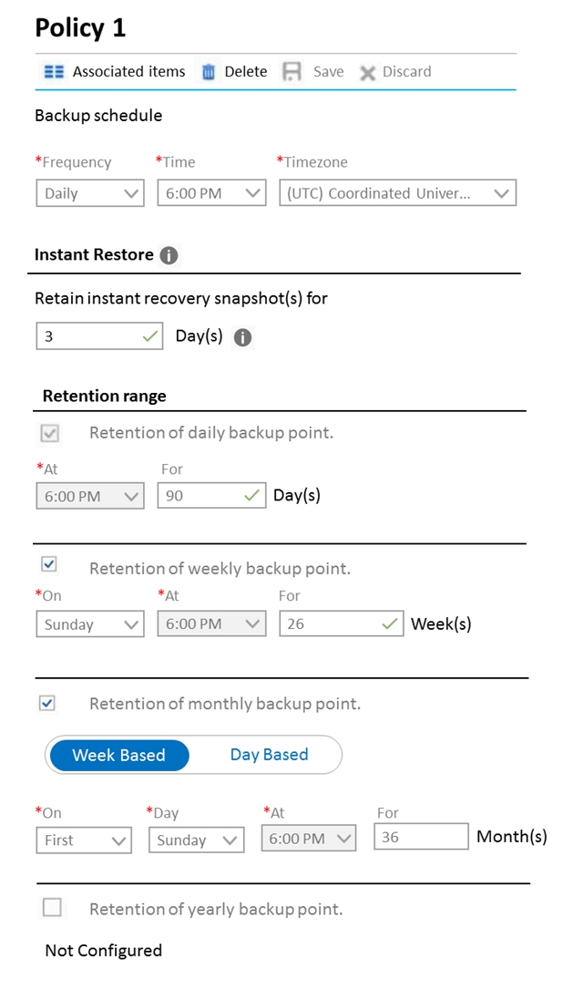 Policy 1
Associated items Delete Save Discard
Backup schedule
*Frequency *Time *Timezone
Daily 6:00 PM (UTC) Coordinated Univer...
Instant Restore i
Retain instant recovery snapshot(s) for
3 Day(s) i
Retention range
Retention of daily backup point.
*At For
6:00 PM 90 Day(s)
Retention of weekly backup point.
*On *At For
Sunday 6:00 PM 26 Week(s)
Retention of monthly backup point.
Week Based Day Based
*On *Day *At For
First Sunday 6:00 PM 36 Month(s)
Retention of yearly backup point.
Not Configured